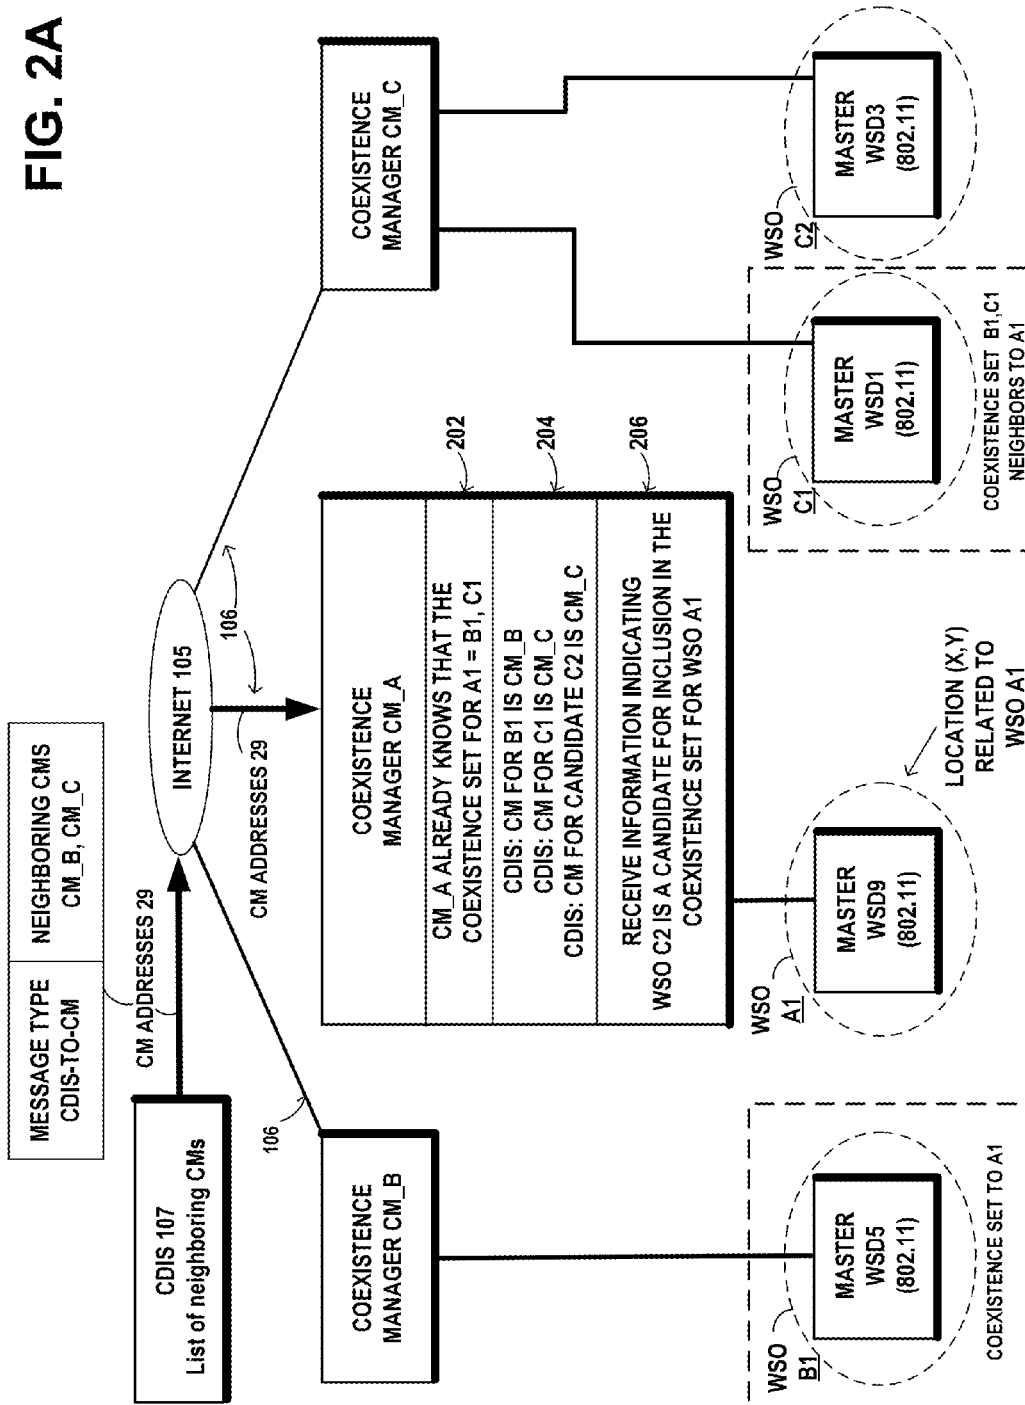 FIG. 2A
MESSAGE TYPE
CDIS-TO-CM
NEIGHBORING CMS
CM_B, CM_C
CDIS 107
List of neighboring CMs
CM ADDRESSES 29
INTERNET 105
106
106
CM ADDRESSES 29
COEXISTENCE
MANAGER CM_B
COEXISTENCE
MANAGER CM_A
CM_A ALREADY KNOWS THAT THE
COEXISTENCE SET FOR A1 = B1, C1
202
CDIS: CM FOR B1 IS CM_B
CDIS: CM FOR C1 IS CM_C
CDIS: CM FOR CANDIDATE C2 IS CM_C
204
RECEIVE INFORMATION INDICATING
WSO C2 IS A CANDIDATE FOR INCLUSION IN THE
COEXISTENCE SET FOR WSO A1
206
COEXISTENCE
MANAGER CM_C
WSO
B1
MASTER
WSD5
(802.11)
COEXISTENCE SET TO A1
WSO
A1
MASTER
WSD9
(802.11)
LOCATION (X,Y)
RELATED TO
WSO A1
WSO
C1
MASTER
WSD1
(802.11)
COEXISTENCE SET B1,C1
NEIGHBORS TO A1
WSO
C2
MASTER
WSD3
(802.11)